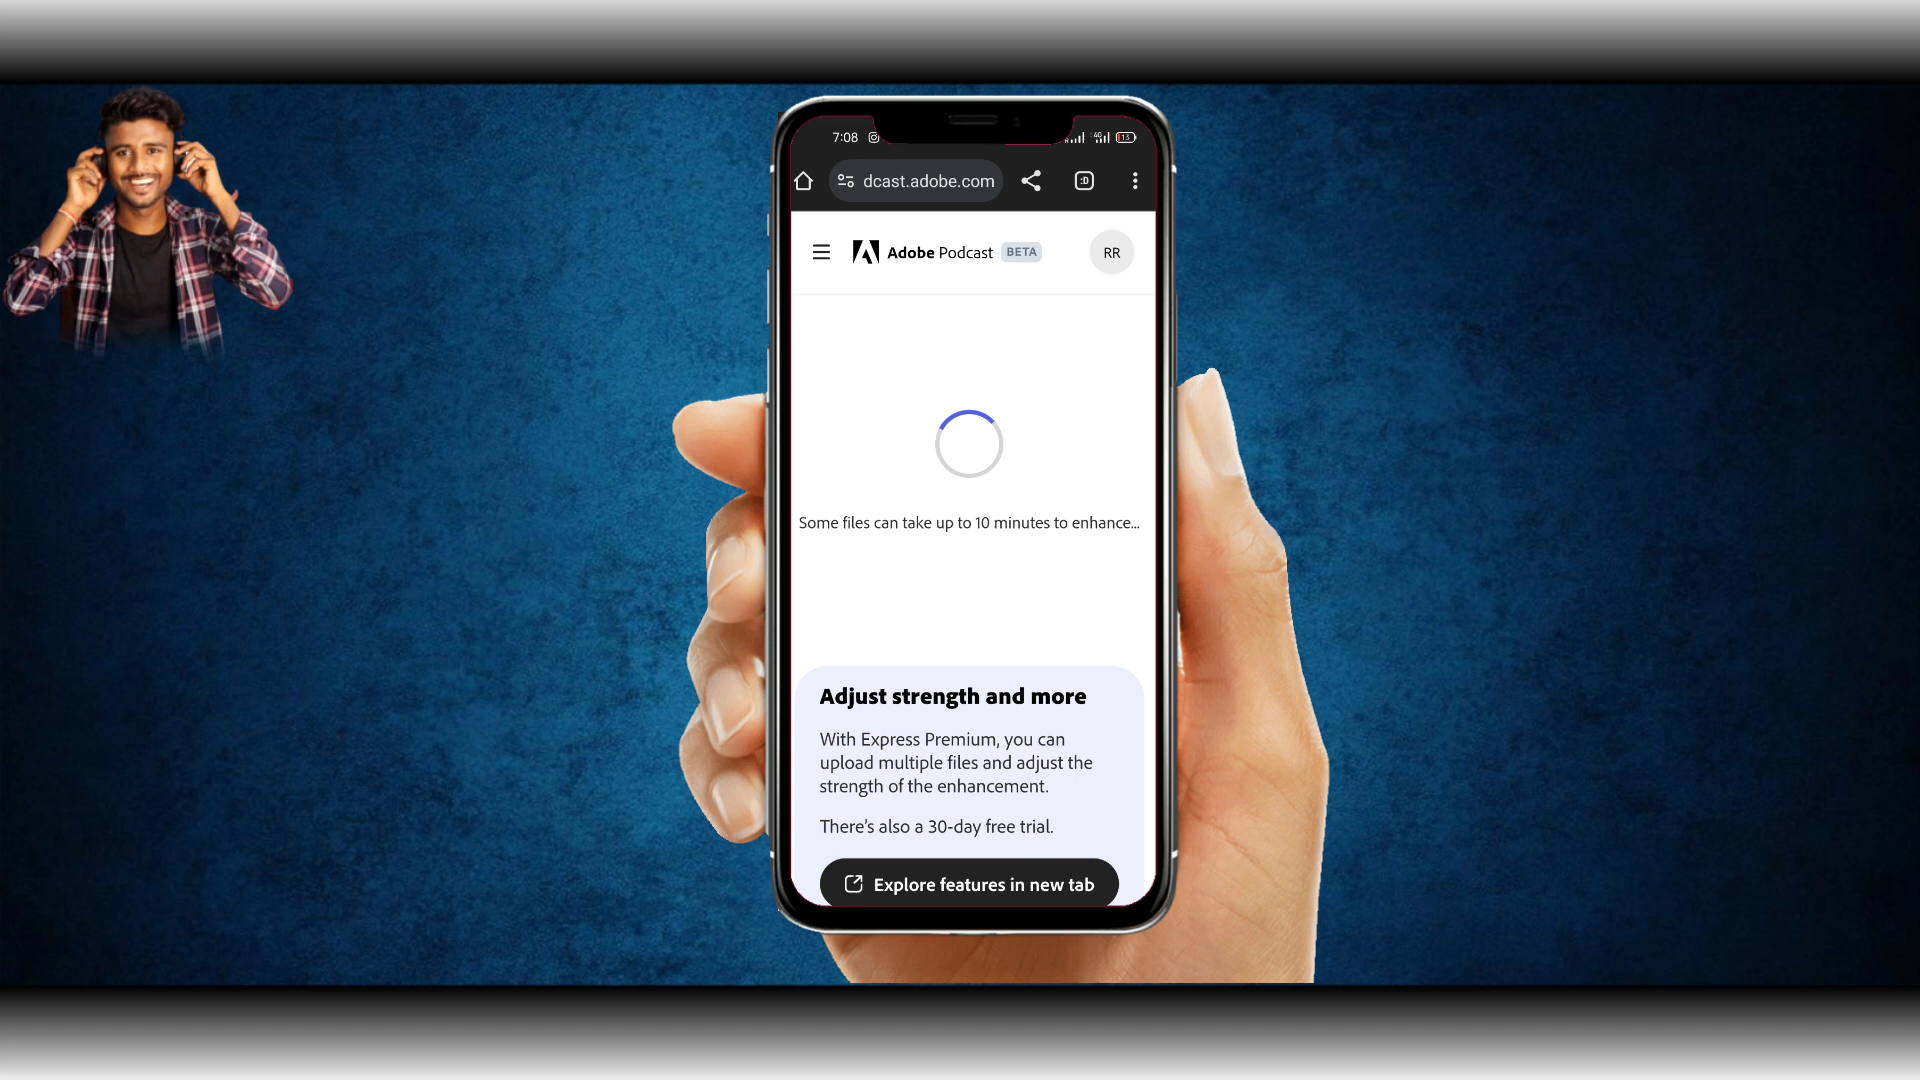 7:08
4G
13
dcast.adobe.com
:D
Adobe Podcast BETA
RR
Some files can take up to 10 minutes to enhance...
Adjust strength and more
With Express Premium, you can
upload multiple files and adjust the
strength of the enhancement.
There's also a 30-day free trial.
Explore features in new tab